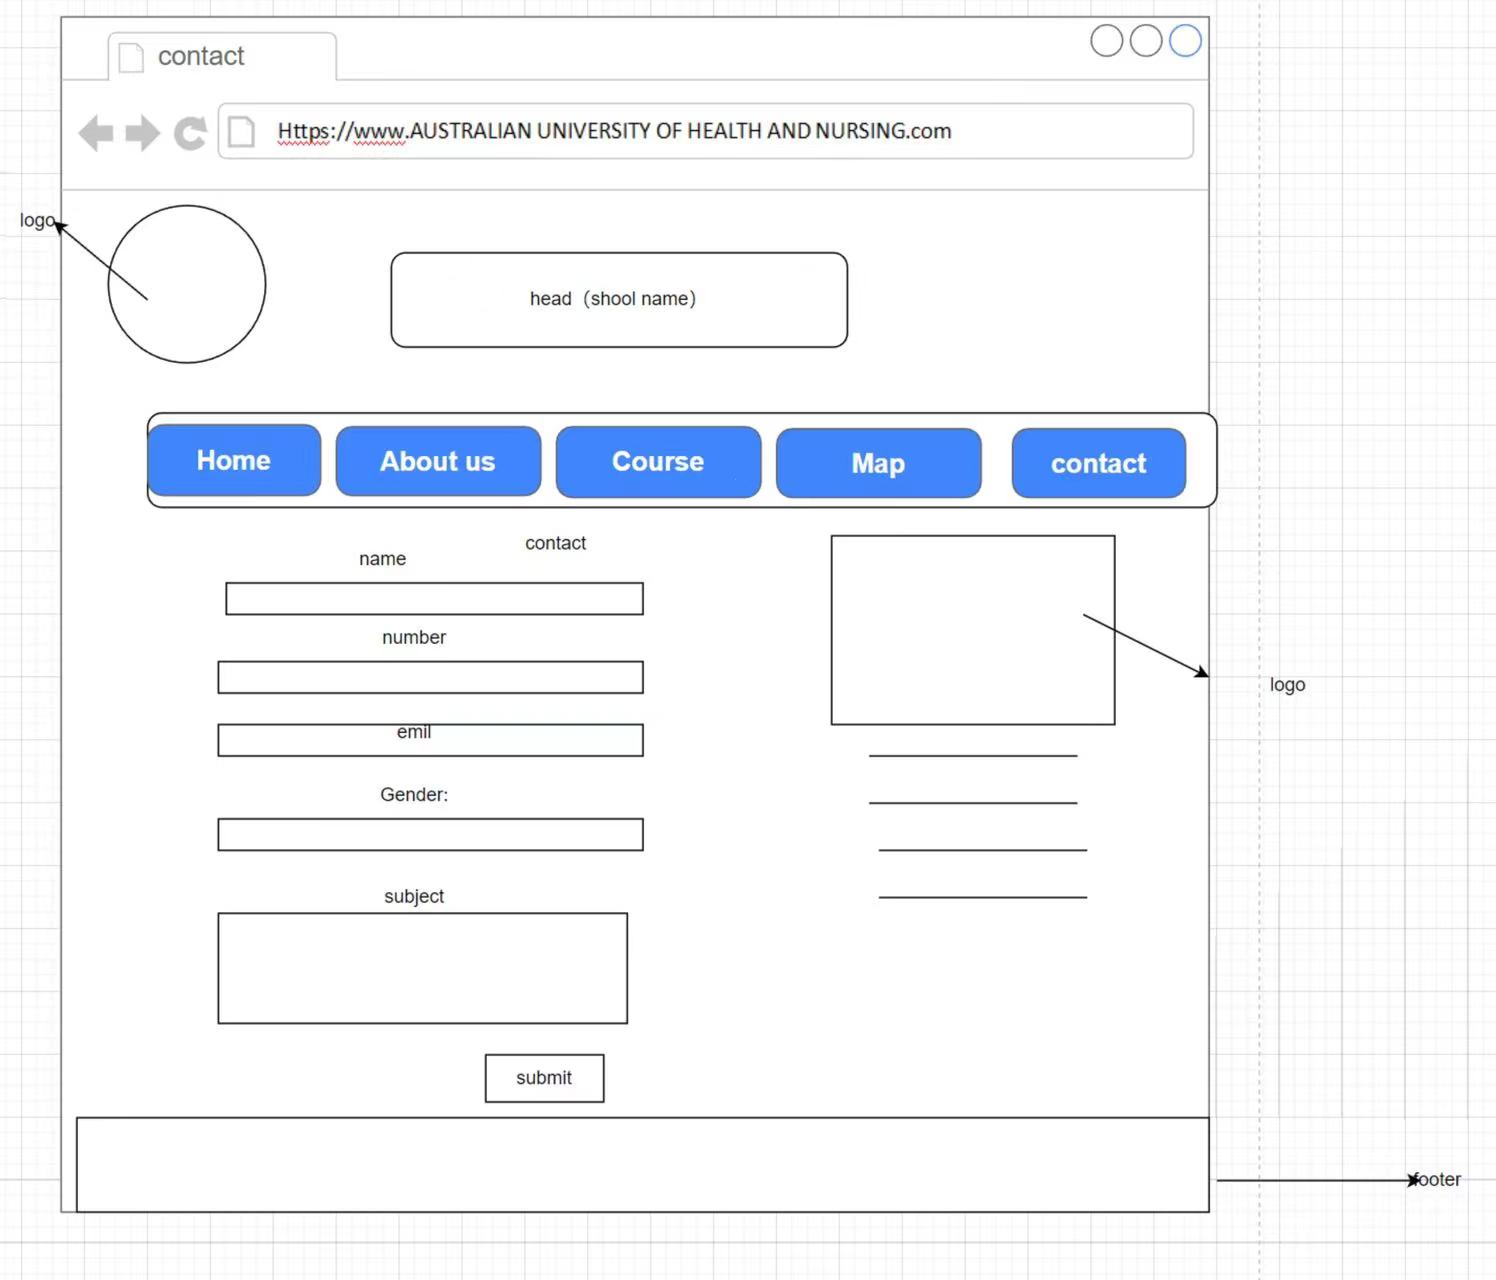 contact
Https://www.AUSTRALIAN UNIVERSITY OF HEALTH AND NURSING.com
logo
head（shool name）
Home
About us
Course
Map
contact
contact
name
number
emil
Gender:
subject
submit
logo
footer